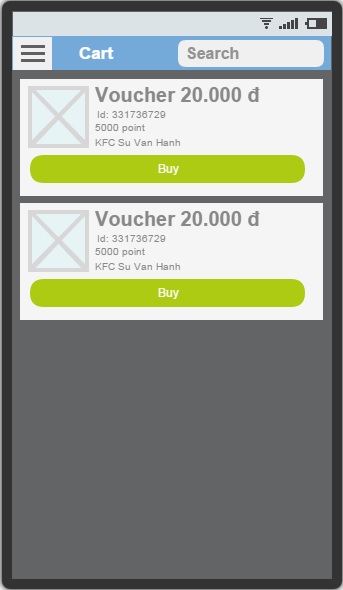 Cart
Search
Voucher 20.000 đ
Id: 331736729
5000 point
KFC Su Van Hanh
Buy
Voucher 20.000 đ
Id: 331736729
5000 point
KFC Su Van Hanh
Buy